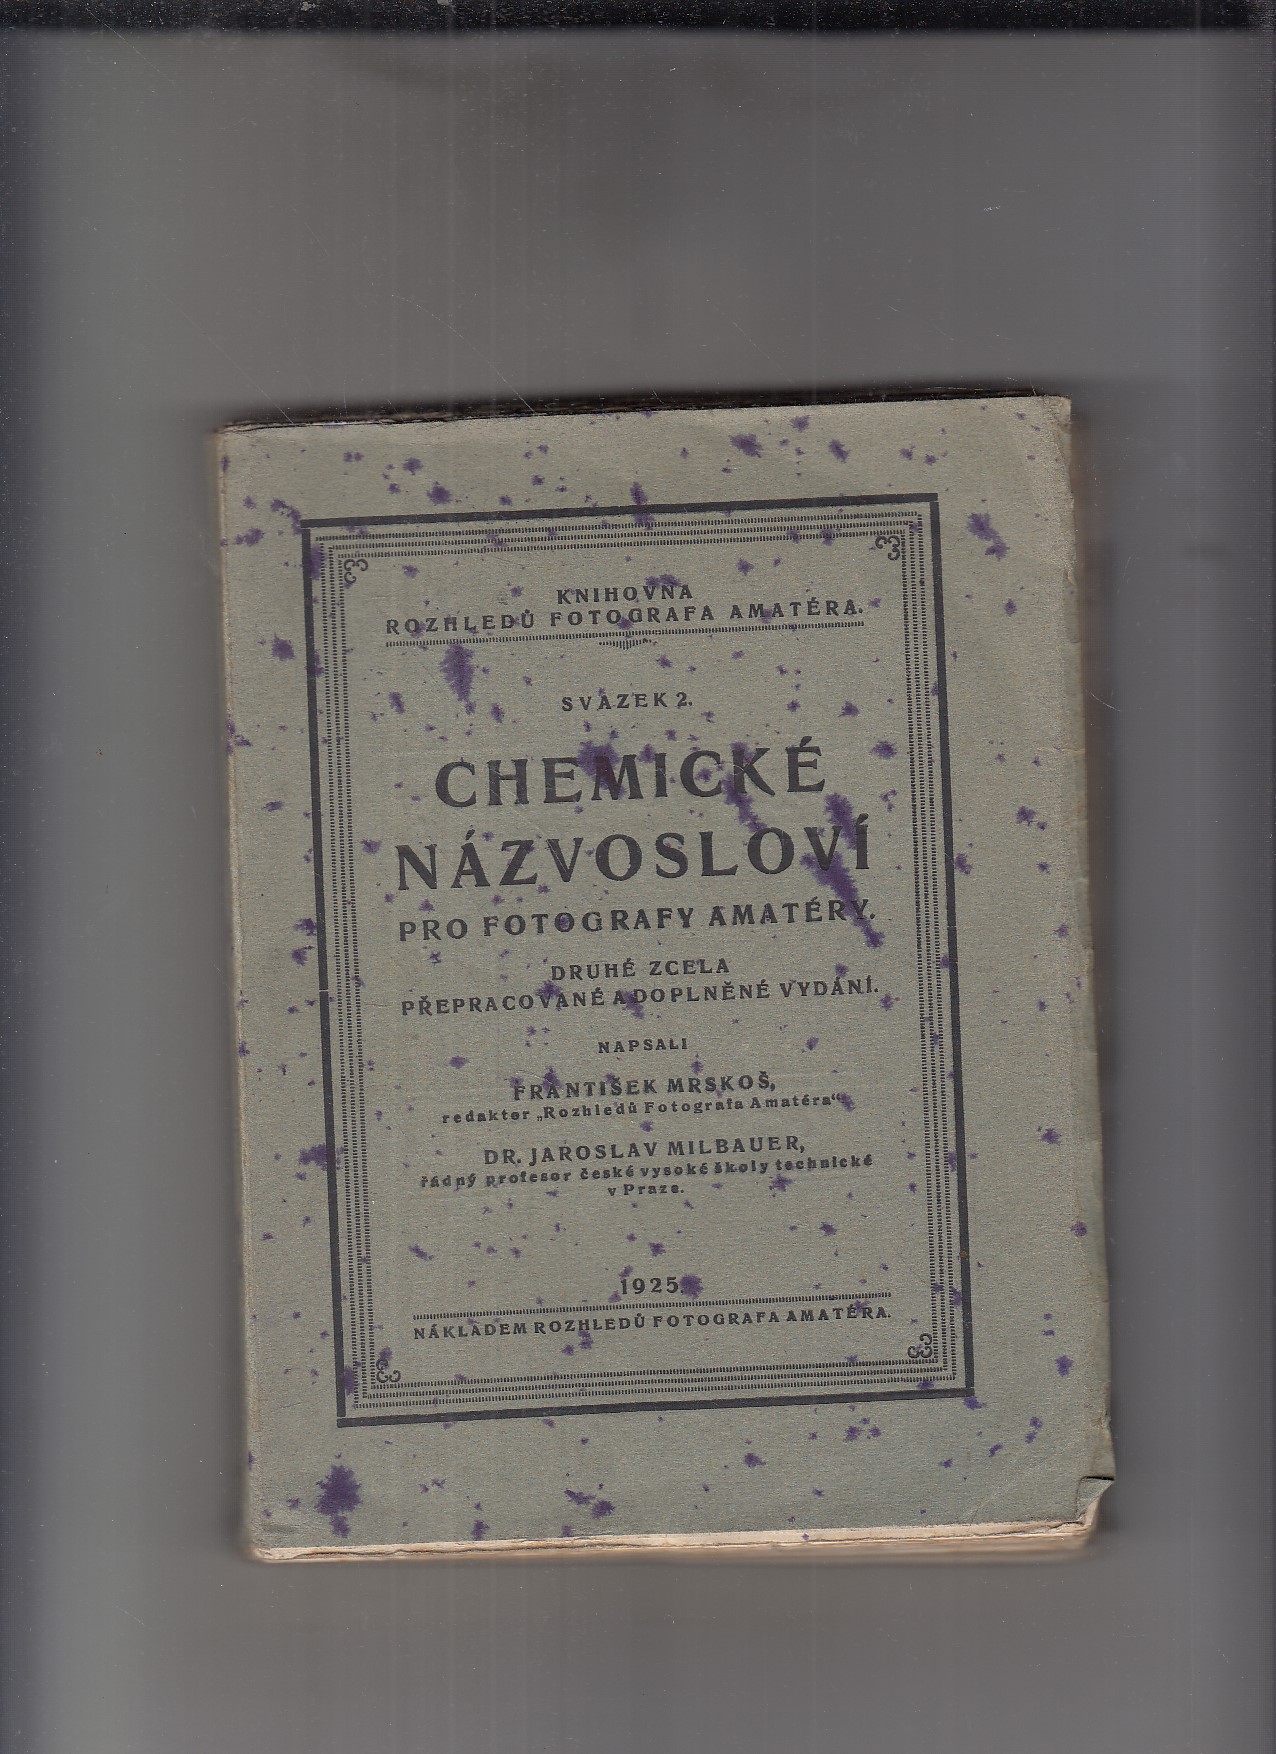 KNIHOVNA
ROZHLEDŮ FOTOGRAFA AMATÉRA.
SVAZEK 2.
CHEMICKÉ
NÁZVOSLOVÍ
PRO FOTOGRAFY AMATÉRY.
DRUHÉ ZCELA
PŘEPRACOVANÉ A DOPLNĚNÉ VYDÁNÍ.
NAPSALI
FRANTIŠEK MRSKOŠ,
redaktor „Rozhledů Fotografa Amatéra“
DR. JAROSLAV MILBAUER,
řádný profesor české vysoké školy technické
v Praze.
1925.
NÁKLADEM ROZHLEDŮ FOTOGRAFA AMATÉRA.